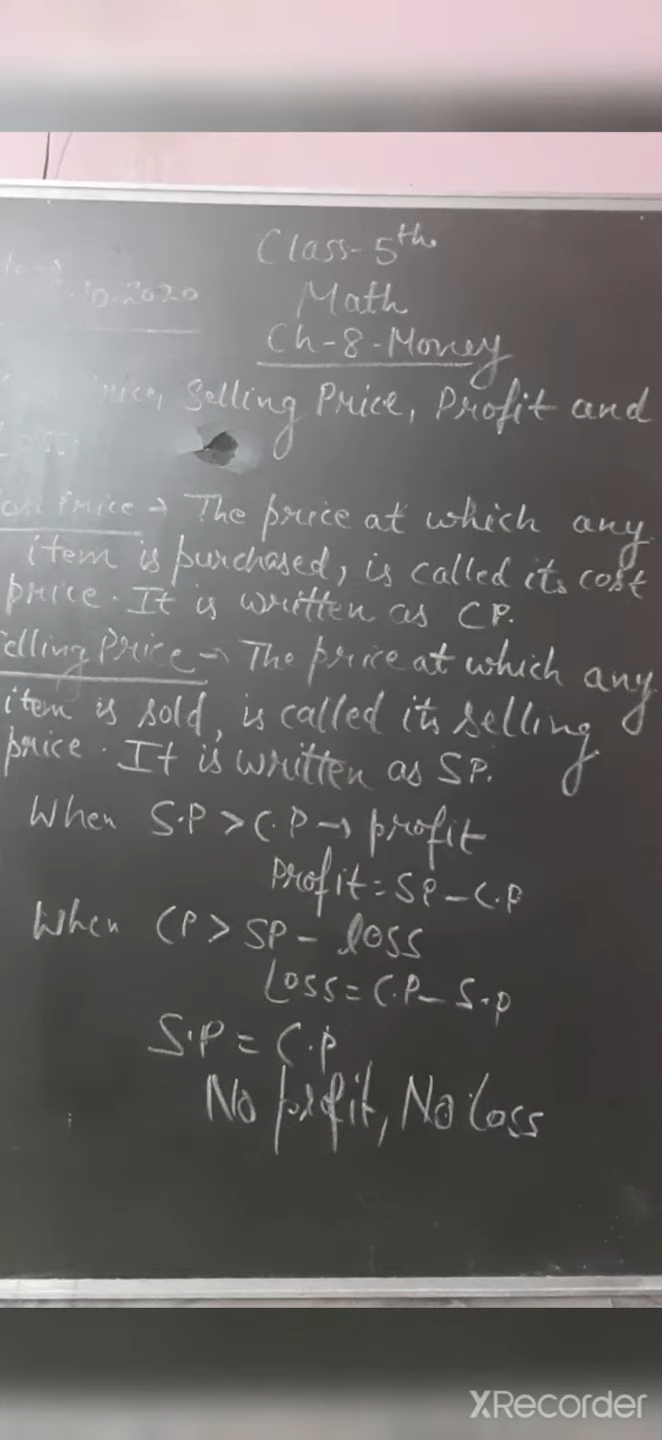 Class-5th
.10.2020
Math
Ch-8-Money
Price, Selling Price, Profit and
Cost Price → The price at which any
item is purchased, is called its cost
price. It is written as CP.
Selling Price → The price at which any
item is sold, is called its selling
price. It is written as SP.
When S.P > C.P → profit
Profit = SP - C.P
When CP > SP - loss
Loss = C.P - S.P
S.P = C.P
No profit, No Loss
XRecorder